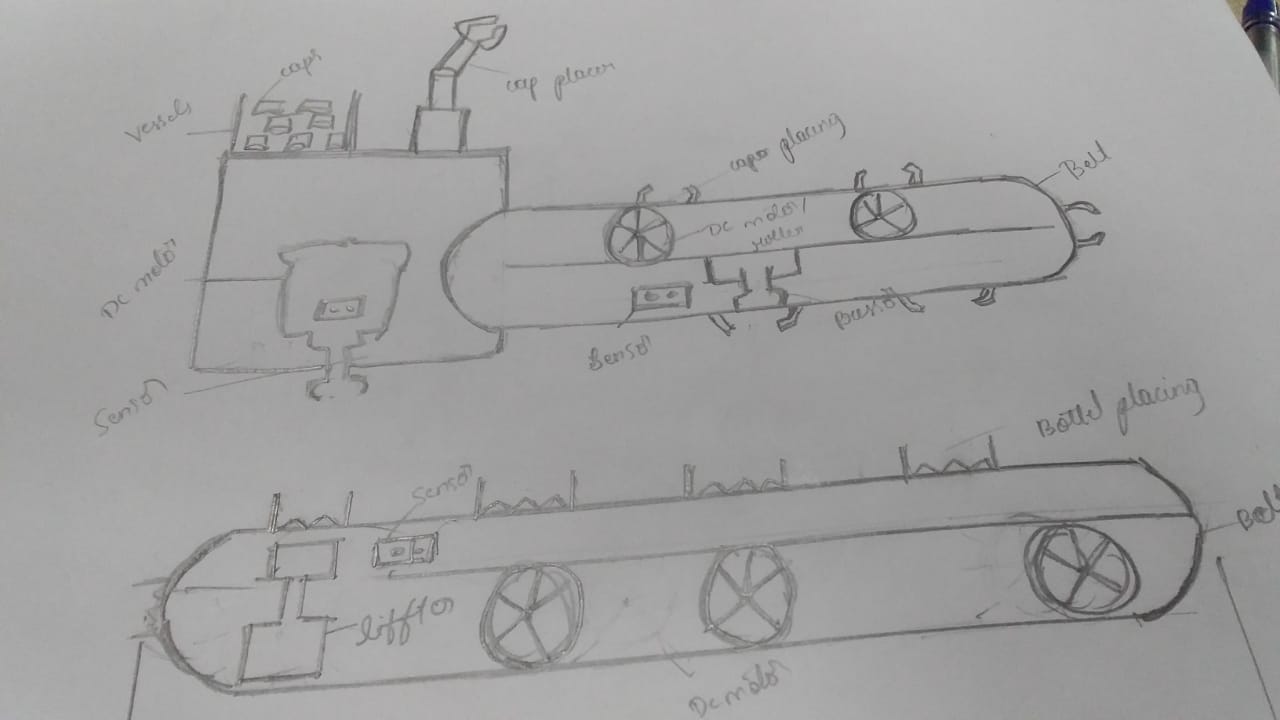 caps
cap placer
Vessels
caps placing
Belt
Dc motor/
roller
Dc motor
Sensor
Sensor
Bottel placing
Sensor
Belt
liffter
Dc motor